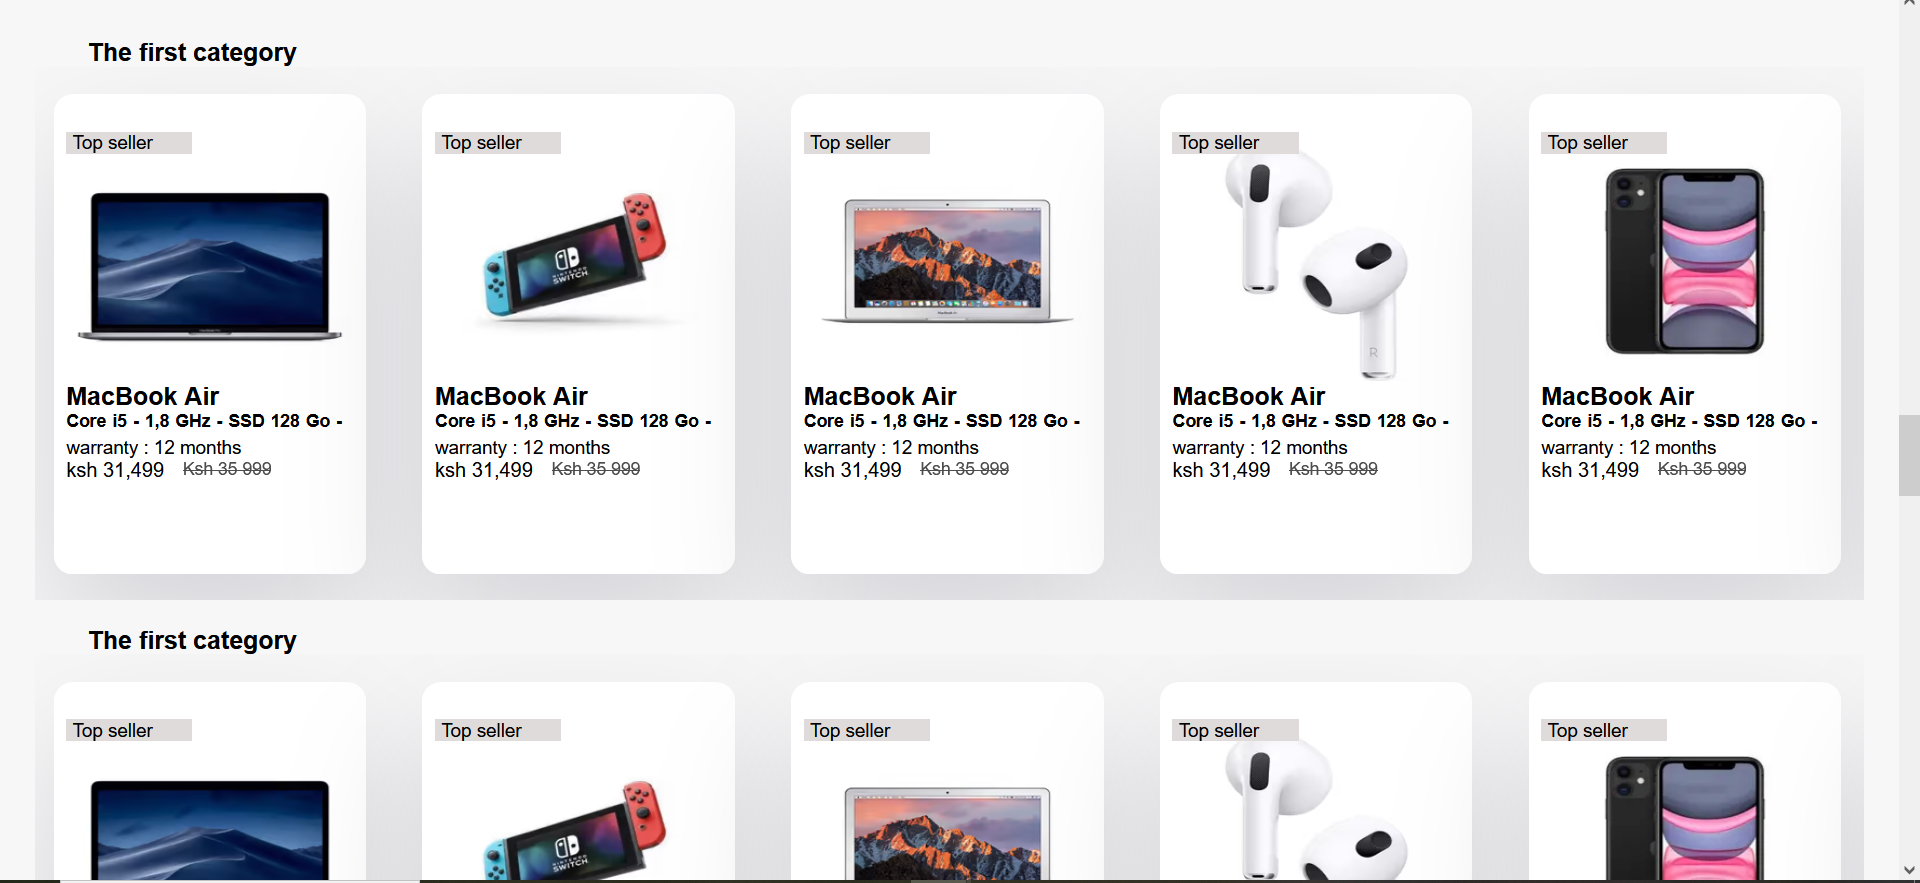 The first category
Top seller
Top seller
Top seller
Top seller
Top seller
NINTENDO
SWITCH
R
MacBook Air
Core i5 - 1,8 GHz - SSD 128 Go -
warranty : 12 months
ksh 31,499 Ksh 35 999
MacBook Air
Core i5 - 1,8 GHz - SSD 128 Go -
warranty : 12 months
ksh 31,499 Ksh 35 999
MacBook Air
Core i5 - 1,8 GHz - SSD 128 Go -
warranty : 12 months
ksh 31,499 Ksh 35 999
MacBook Air
Core i5 - 1,8 GHz - SSD 128 Go -
warranty : 12 months
ksh 31,499 Ksh 35 999
MacBook Air
Core i5 - 1,8 GHz - SSD 128 Go -
warranty : 12 months
ksh 31,499 Ksh 35 999
The first category
Top seller
Top seller
Top seller
Top seller
Top seller
NINTENDO
SWITCH